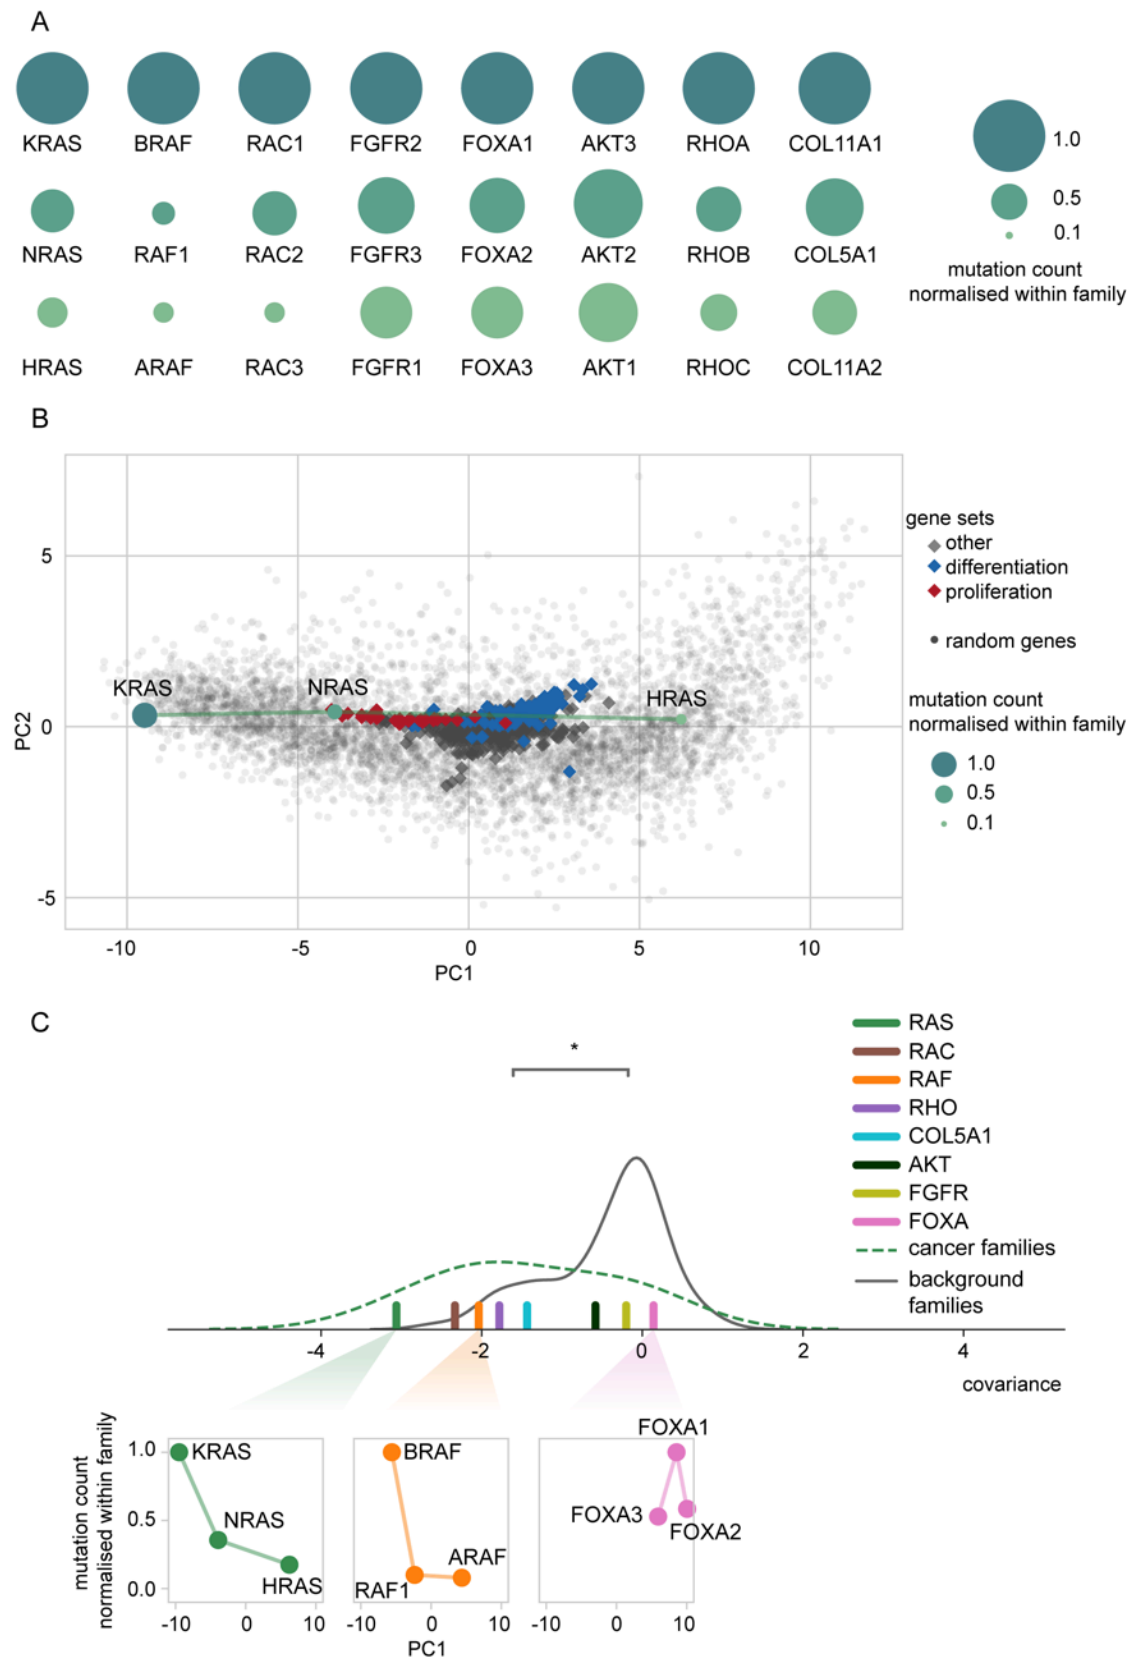 A
KRAS BRAF RAC1 FGFR2 FOXA1 AKT3 RHOA COL11A1
NRAS RAF1 RAC2 FGFR3 FOXA2 AKT2 RHOB COL5A1
HRAS ARAF RAC3 FGFR1 FOXA3 AKT1 RHOC COL11A2
1.0
0.5
0.1
mutation count
normalised within family
B
5
0
-5
PC2
KRAS
NRAS
HRAS
-10 -5 0 5 10
PC1
gene sets
other
differentiation
proliferation
random genes
mutation count
normalised within family
1.0
0.5
0.1
C
*
RAS
RAC
RAF
RHO
COL5A1
AKT
FGFR
FOXA
cancer families
background
families
-4 -2 0 2 4
covariance
mutation count
normalised within family
1.0
0.5
0.0
KRAS
NRAS
HRAS
-10 0 10
BRAF
RAF1
ARAF
-10 0 10
FOXA1
FOXA3
FOXA2
-10 0 10
PC1